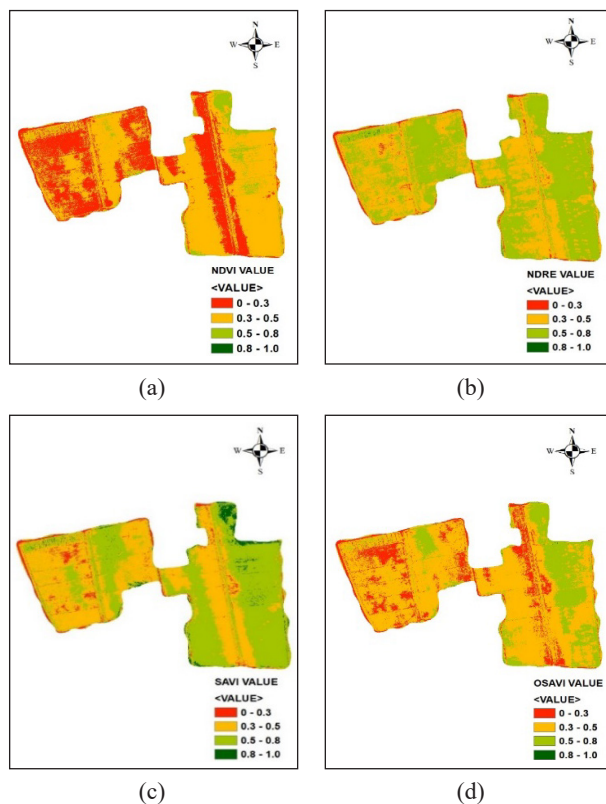 N
W E
S
NDVI VALUE
<VALUE>
0 - 0.3
0.3 - 0.5
0.5 - 0.8
0.8 - 1.0
(a)
N
W E
S
NDRE VALUE
<VALUE>
0 - 0.3
0.3 - 0.5
0.5 - 0.8
0.8 - 1.0
(b)
N
W E
S
SAVI VALUE
<VALUE>
0 - 0.3
0.3 - 0.5
0.5 - 0.8
0.8 - 1.0
(c)
N
W E
S
OSAVI VALUE
<VALUE>
0 - 0.3
0.3 - 0.5
0.5 - 0.8
0.8 - 1.0
(d)